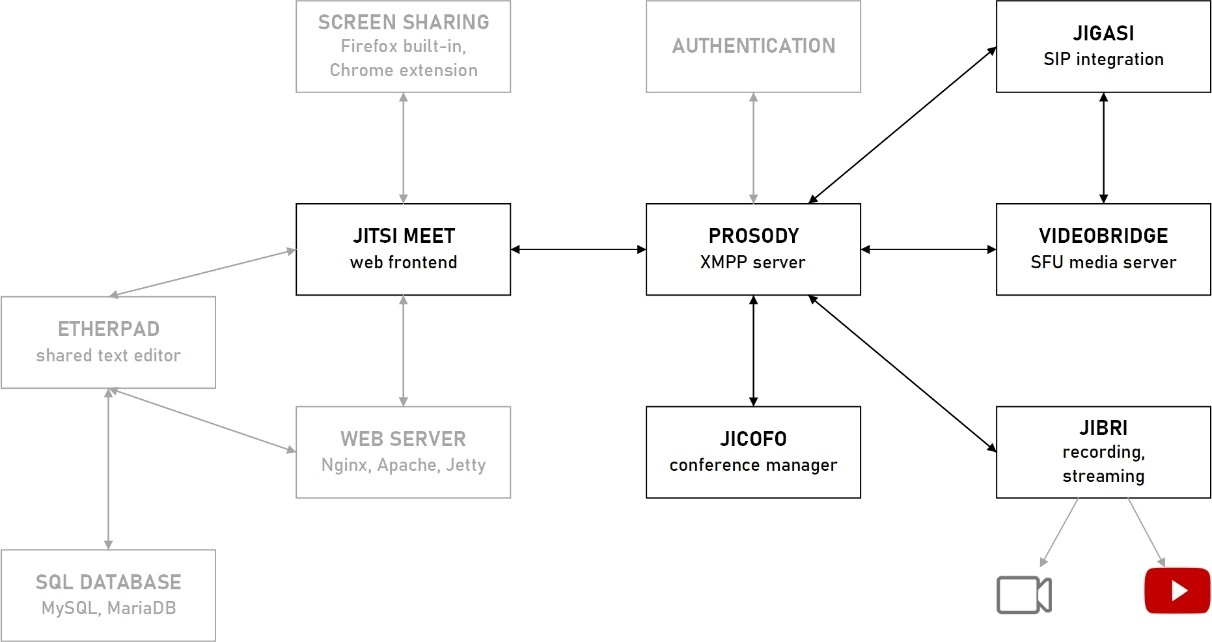 SCREEN SHARING
Firefox built-in,
Chrome extension
AUTHENTICATION
JIGASI
SIP integration
JITSI MEET
web frontend
PROSODY
XMPP server
VIDEOBRIDGE
SFU media server
ETHERPAD
shared text editor
WEB SERVER
Nginx, Apache, Jetty
JICOFO
conference manager
JIBRI
recording,
streaming
SQL DATABASE
MySQL, MariaDB